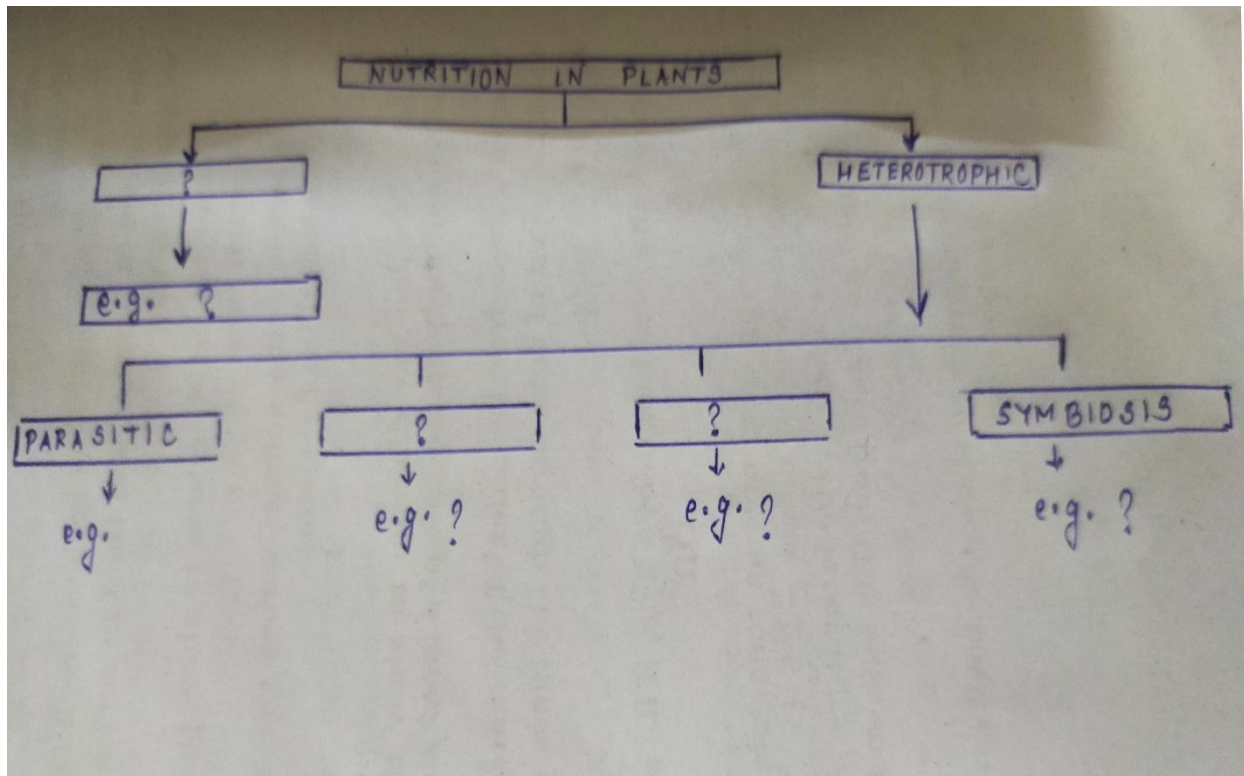 NUTRITION IN PLANTS
?
HETEROTROPHIC
e.g. ?
PARASITIC
?
?
SYMBIOSIS
e.g.
e.g. ?
e.g. ?
e.g. ?